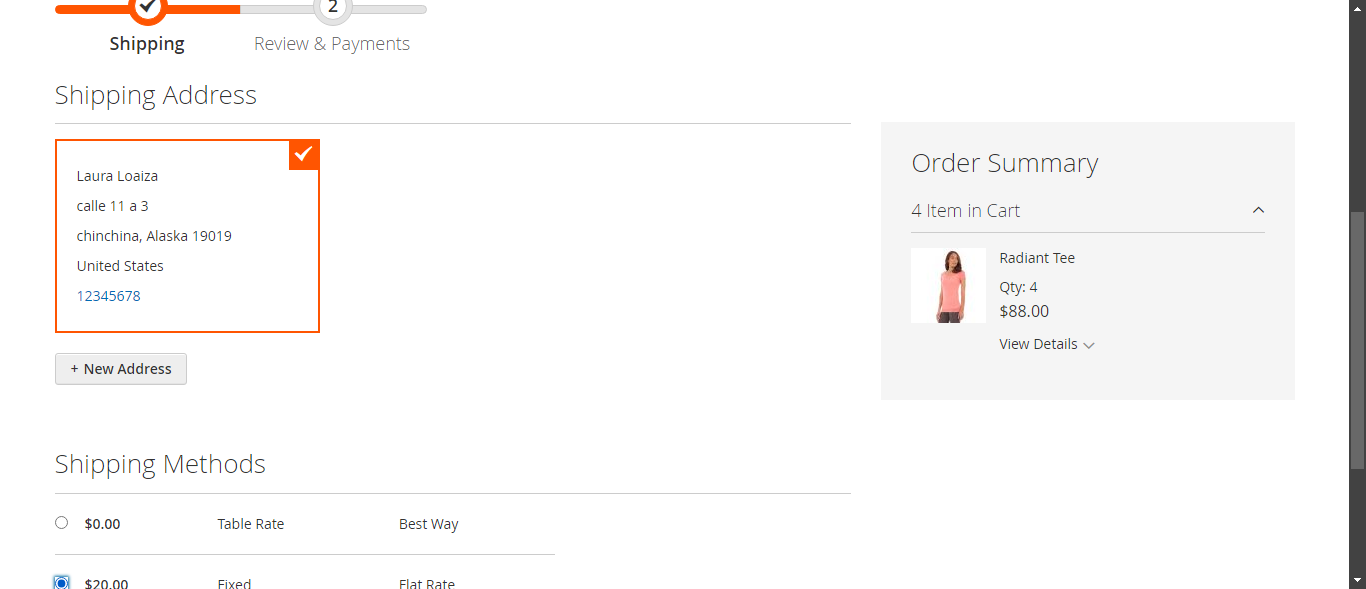 2
Shipping
Review & Payments
Shipping Address
Laura Loaiza
calle 11 a 3
chinchina, Alaska 19019
United States
12345678
+ New Address
Order Summary
4 Item in Cart
Radiant Tee
Qty: 4
$88.00
View Details
Shipping Methods
$0.00 Table Rate Best Way
$20.00 Fixed Flat Rate